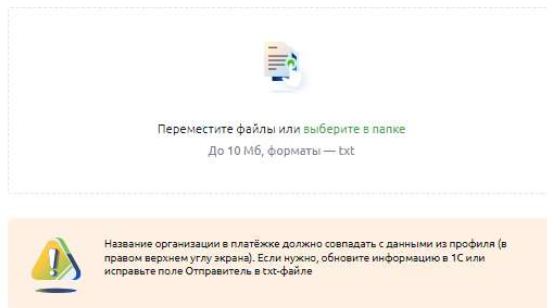 Переместите файлы или выберите в папке
До 10 Мб, форматы — txt
Название организации в платёжке должно совпадать с данными из профиля (в
правом верхнем углу экрана). Если нужно, обновите информацию в 1С или
исправьте поле Отправитель в txt-файле